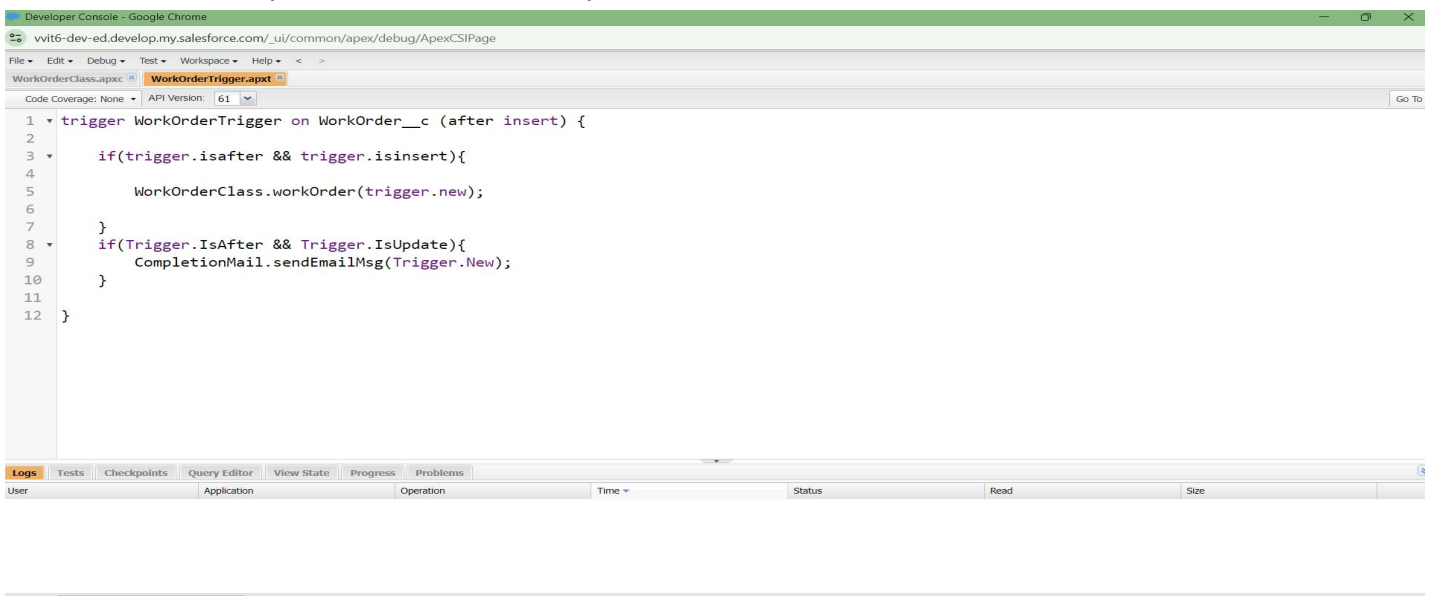 Developer Console - Google Chrome
vvit6-dev-ed.develop.my.salesforce.com/_ui/common/apex/debug/ApexCSIPage
File Edit Debug Test Workspace Help < >
WorkOrderClass.apxc WorkOrderTrigger.apxt
Code Coverage: None API Version: 61 Go To
1 trigger WorkOrderTrigger on WorkOrder__c (after insert) {
2
3 if(trigger.isafter && trigger.isinsert){
4
5 WorkOrderClass.workOrder(trigger.new);
6
7 }
8 if(Trigger.IsAfter && Trigger.IsUpdate){
9 CompletionMail.sendEmailMsg(Trigger.New);
10 }
11
12 }
Logs Tests Checkpoints Query Editor View State Progress Problems
User Application Operation Time Status Read Size